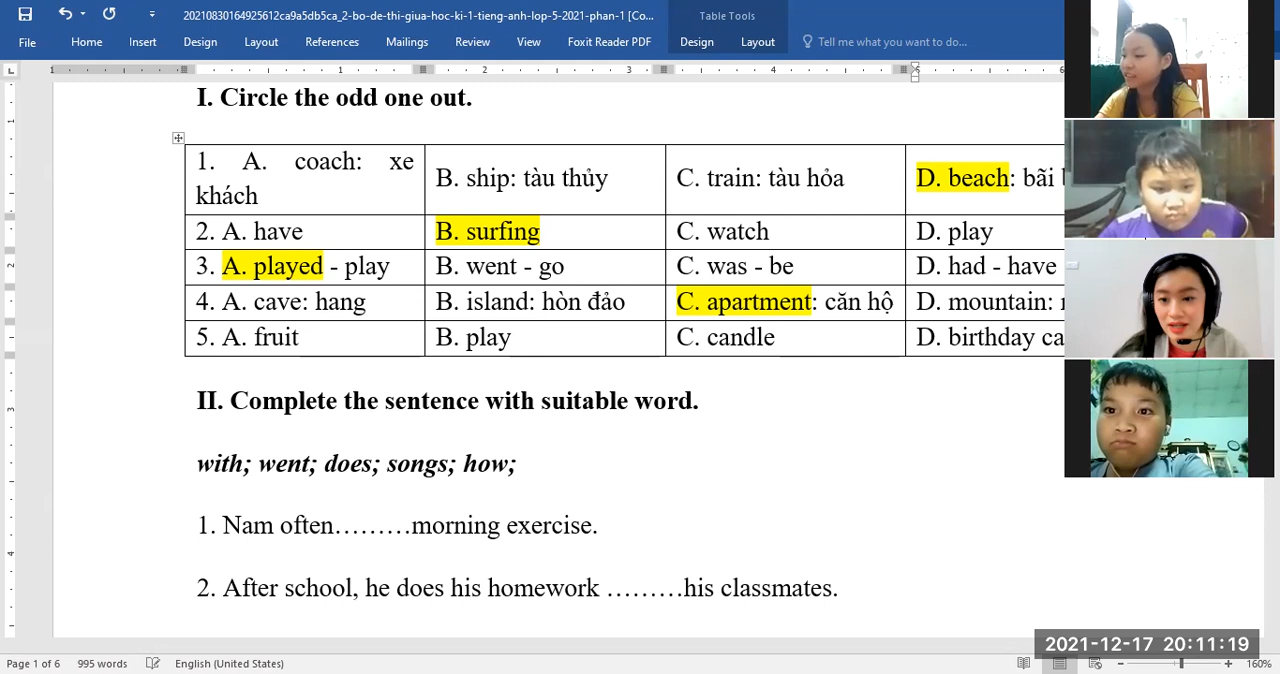 20210830164925612ca9a5db5ca_2-bo-de-thi-giua-hoc-ki-1-tieng-anh-lop-5-2021-phan-1 [Co...
Table Tools
File Home Insert Design Layout References Mailings Review View Foxit Reader PDF Design Layout Tell me what you want to do...
I. Circle the odd one out.
1. A. coach: xe khách B. ship: tàu thủy C. train: tàu hỏa D. beach: bãi
2. A. have B. surfing C. watch D. play
3. A. played - play B. went - go C. was - be D. had - have
4. A. cave: hang B. island: hòn đảo C. apartment: căn hộ D. mountain:
5. A. fruit B. play C. candle D. birthday
II. Complete the sentence with suitable word.
with; went; does; songs; how;
1. Nam often………morning exercise.
2. After school, he does his homework ………his classmates.
2021-12-17 20:11:19
Page 1 of 6 995 words English (United States) 160%